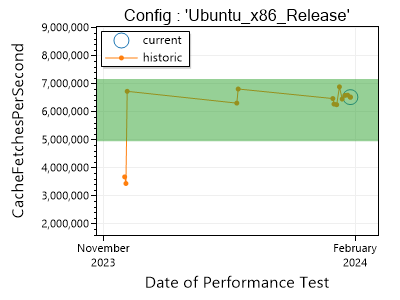 Config : 'Ubuntu_x86_Release'
current
historic
CacheFetchesPerSecond
9,000,000
8,000,000
7,000,000
6,000,000
5,000,000
4,000,000
3,000,000
2,000,000
November
2023
February
2024
Date of Performance Test